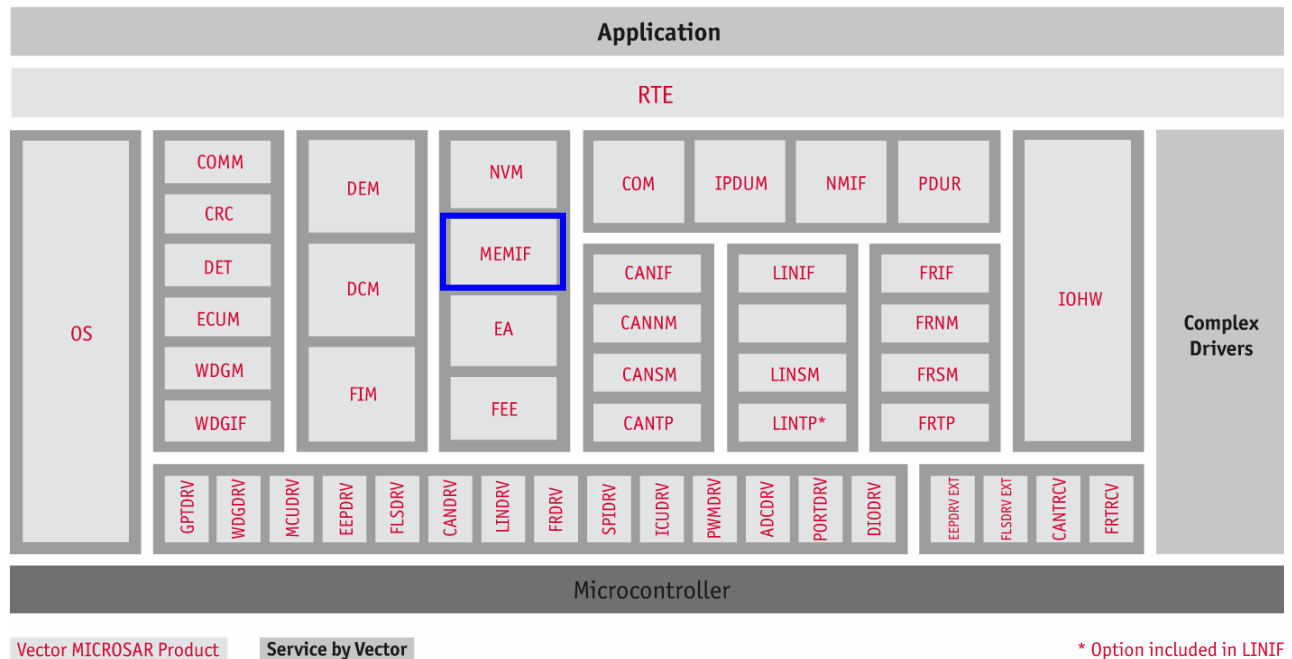 Application
RTE
OS
COMM
CRC
DET
ECUM
WDGM
WDGIF
DEM
DCM
FIM
NVM
MEMIF
EA
FEE
COM
IPDUM
NMIF
PDUR
CANIF
CANNM
CANSM
CANTP
LINIF
LINSM
LINTP*
FRIF
FRNM
FRSM
FRTP
IOHW
Complex
Drivers
GPTDRV
WDGDRV
MCUDRV
EEPDRV
FLSDRV
CANDRV
LINDRV
FRDRV
SPIDRV
ICUDRV
PWMDRV
ADCDRV
PORTDRV
DIODRV
EEPDRV EXT
FLSDRV EXT
CANTRCV
FRTRCV
Microcontroller
Vector MICROSAR Product
Service by Vector
* Option included in LINIF